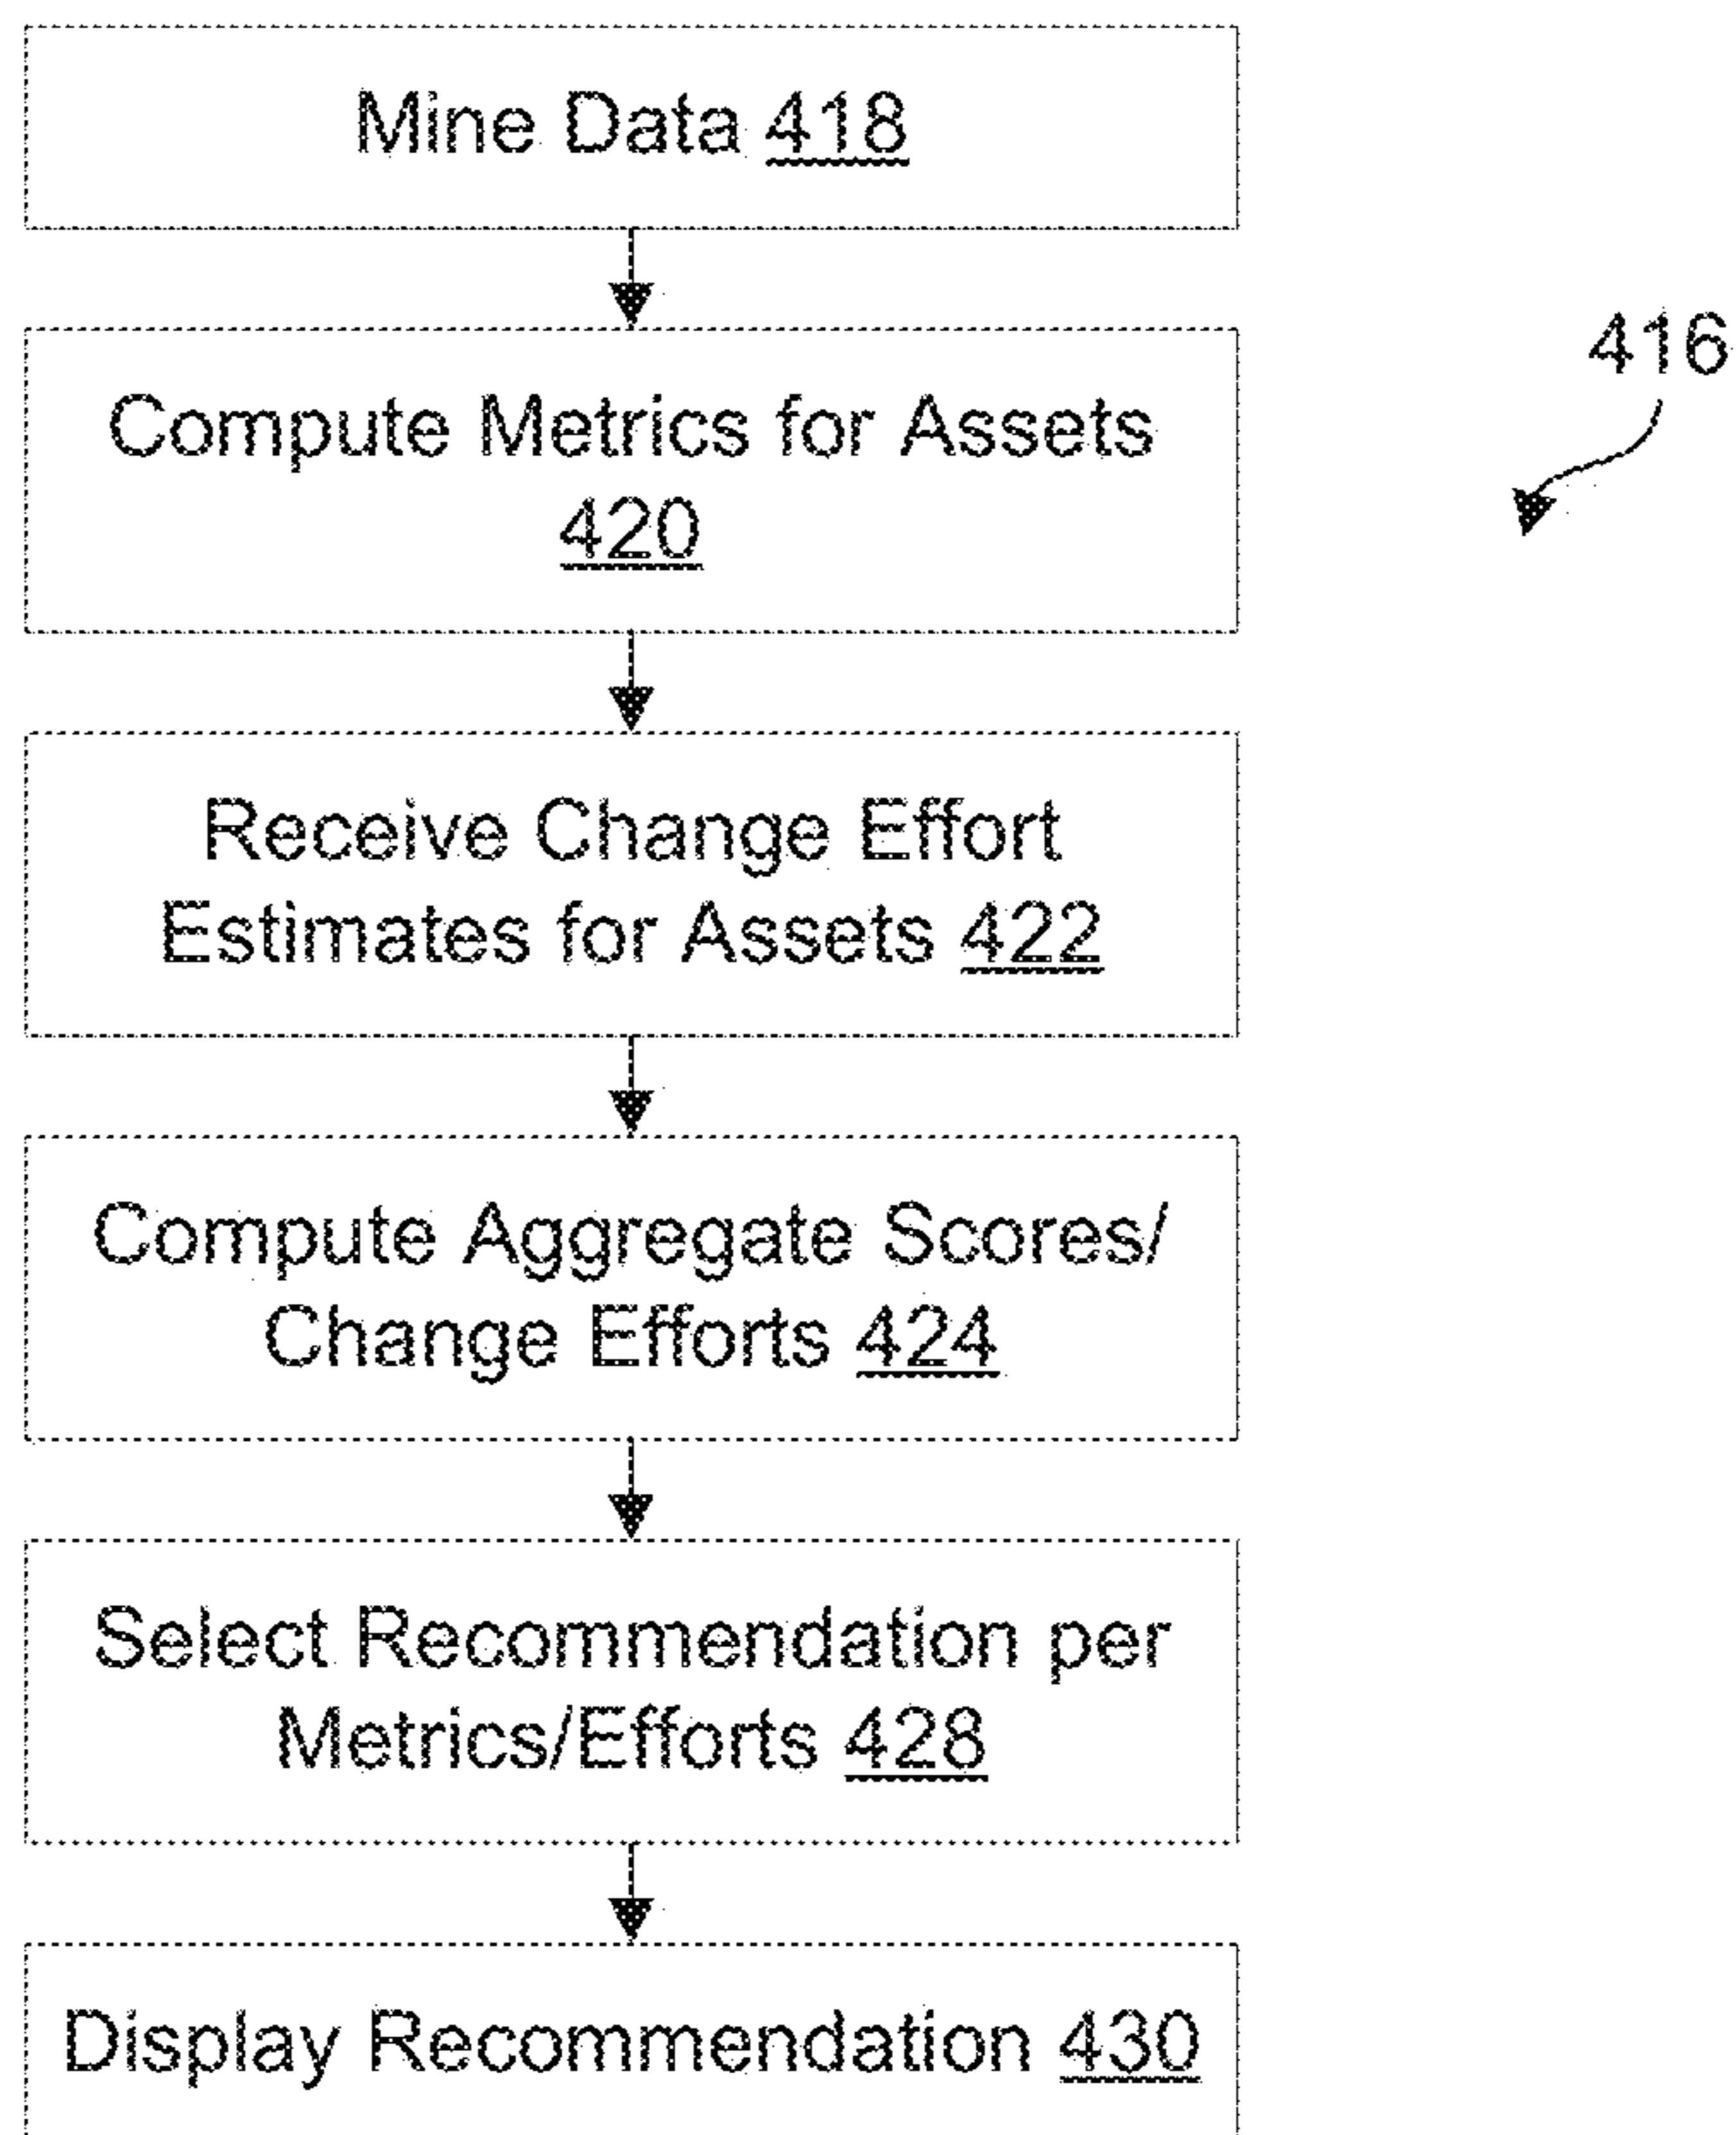 Mine Data 418
Compute Metrics for Assets
420
416
Receive Change Effort
Estimates for Assets 422
Compute Aggregate Scores/
Change Efforts 424
Select Recommendation per
Metrics/Efforts 428
Display Recommendation 430